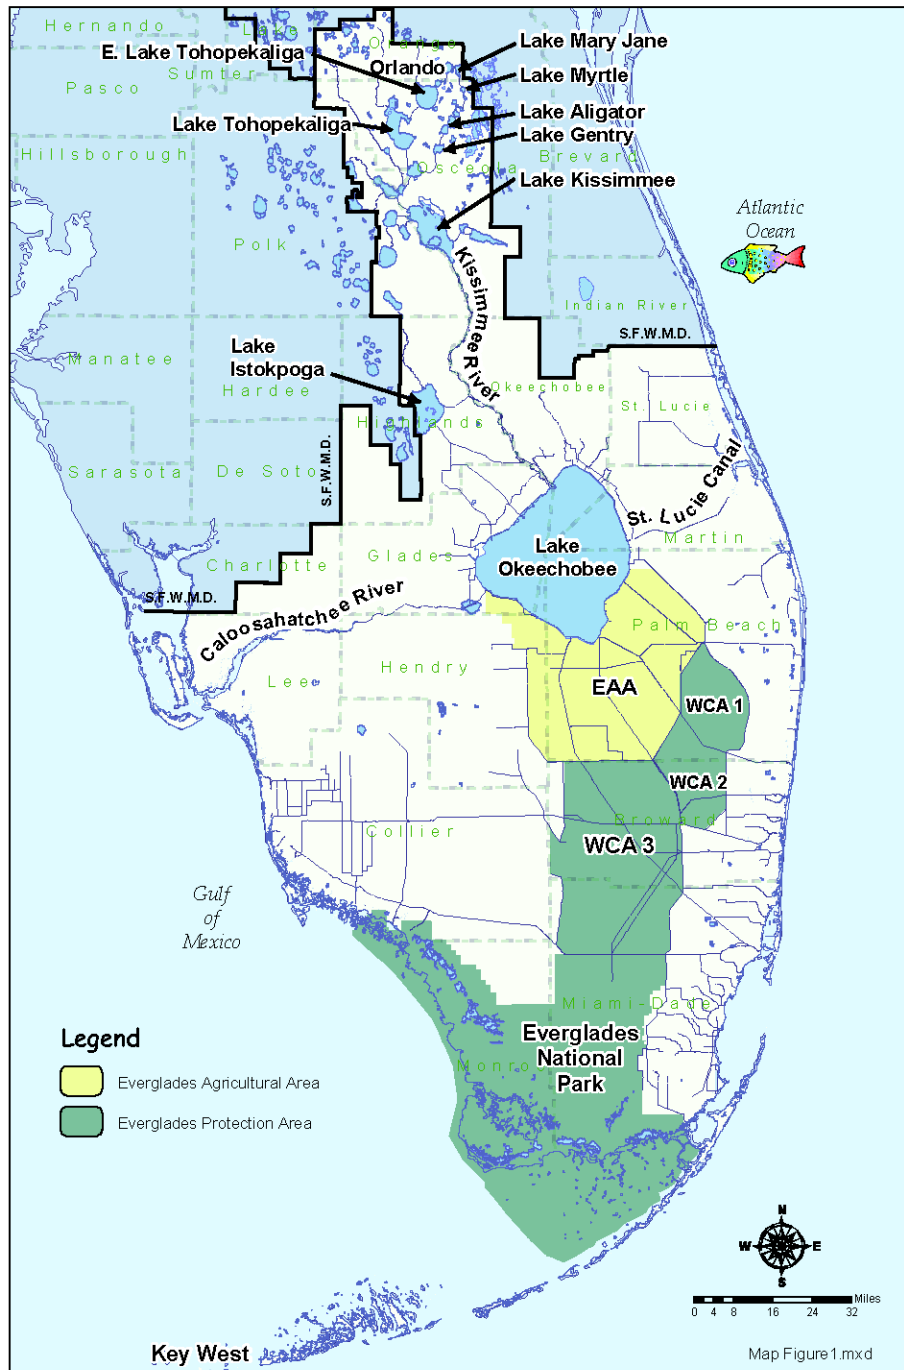 Hernando
Lake
Orange
Lake Mary Jane
E. Lake Tohopekaliga
Orlando
Sumter
Lake Myrtle
Pasco
Lake Aligator
Lake Tohopekaliga
Lake Gentry
Hillsborough
Brevard
Osceola
Lake Kissimmee
Atlantic
Ocean
Polk
Kissimmee River
Indian River
S.F.W.M.D.
Lake
Istokpoga
Manatee
Hardee
Okeechobee
St. Lucie
Highlands
S.F.W.M.D.
Sarasota
De Soto
St. Lucie Canal
Lake
Okeechobee
Martin
Glades
Charlotte
S.F.W.M.D.
Caloosahatchee River
Palm Beach
Hendry
Lee
EAA
WCA 1
WCA 2
Broward
Collier
WCA 3
Gulf
of
Mexico
Miami-Dade
Everglades
National
Park
Monroe
Legend
Everglades Agricultural Area
Everglades Protection Area
N
W
E
S
Miles
0 4 8 16 24 32
Key West
Map Figure1.mxd